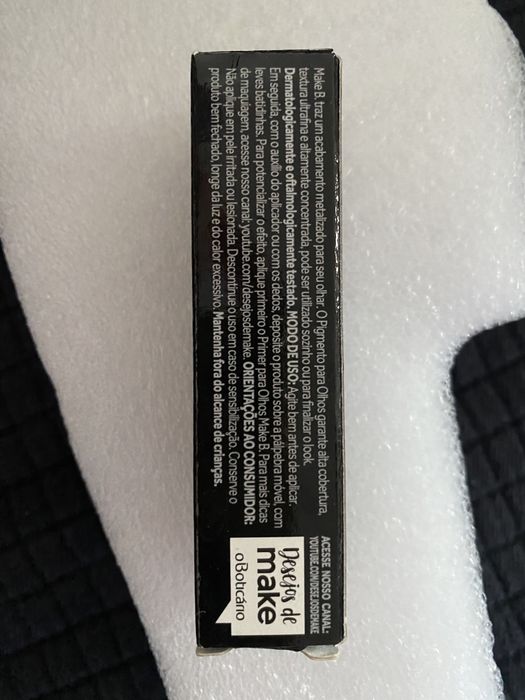 Make B. traz um acabamento metalizado para seu olhar. O Pigmento para Olhos garante alta cobertura,
textura ultrafina e altamente concentrada, pode ser utilizado sozinho ou para finalizar o look.
Dermatologicamente e oftalmologicamente testado. MODO DE USO: Agite bem antes de aplicar.
Em seguida, com o auxílio do aplicador ou com os dedos, deposite o produto sobre a pálpebra móvel, com
leves batidinhas. Para potencializar o efeito, aplique primeiro o Primer para Olhos Make B. Para mais dicas
de maquiagem, acesse nosso canal: youtube.com/desejosdemake. ORIENTAÇÕES AO CONSUMIDOR:
Não aplique em pele irritada ou lesionada. Descontinue o uso em caso de sensibilização. Conserve o
produto bem fechado, longe da luz e do calor excessivo. Mantenha fora do alcance de crianças.
ACESSE NOSSO CANAL:
YOUTUBE.COM/DESEJOSDEMAKE
Desejos de
make
oBoticário